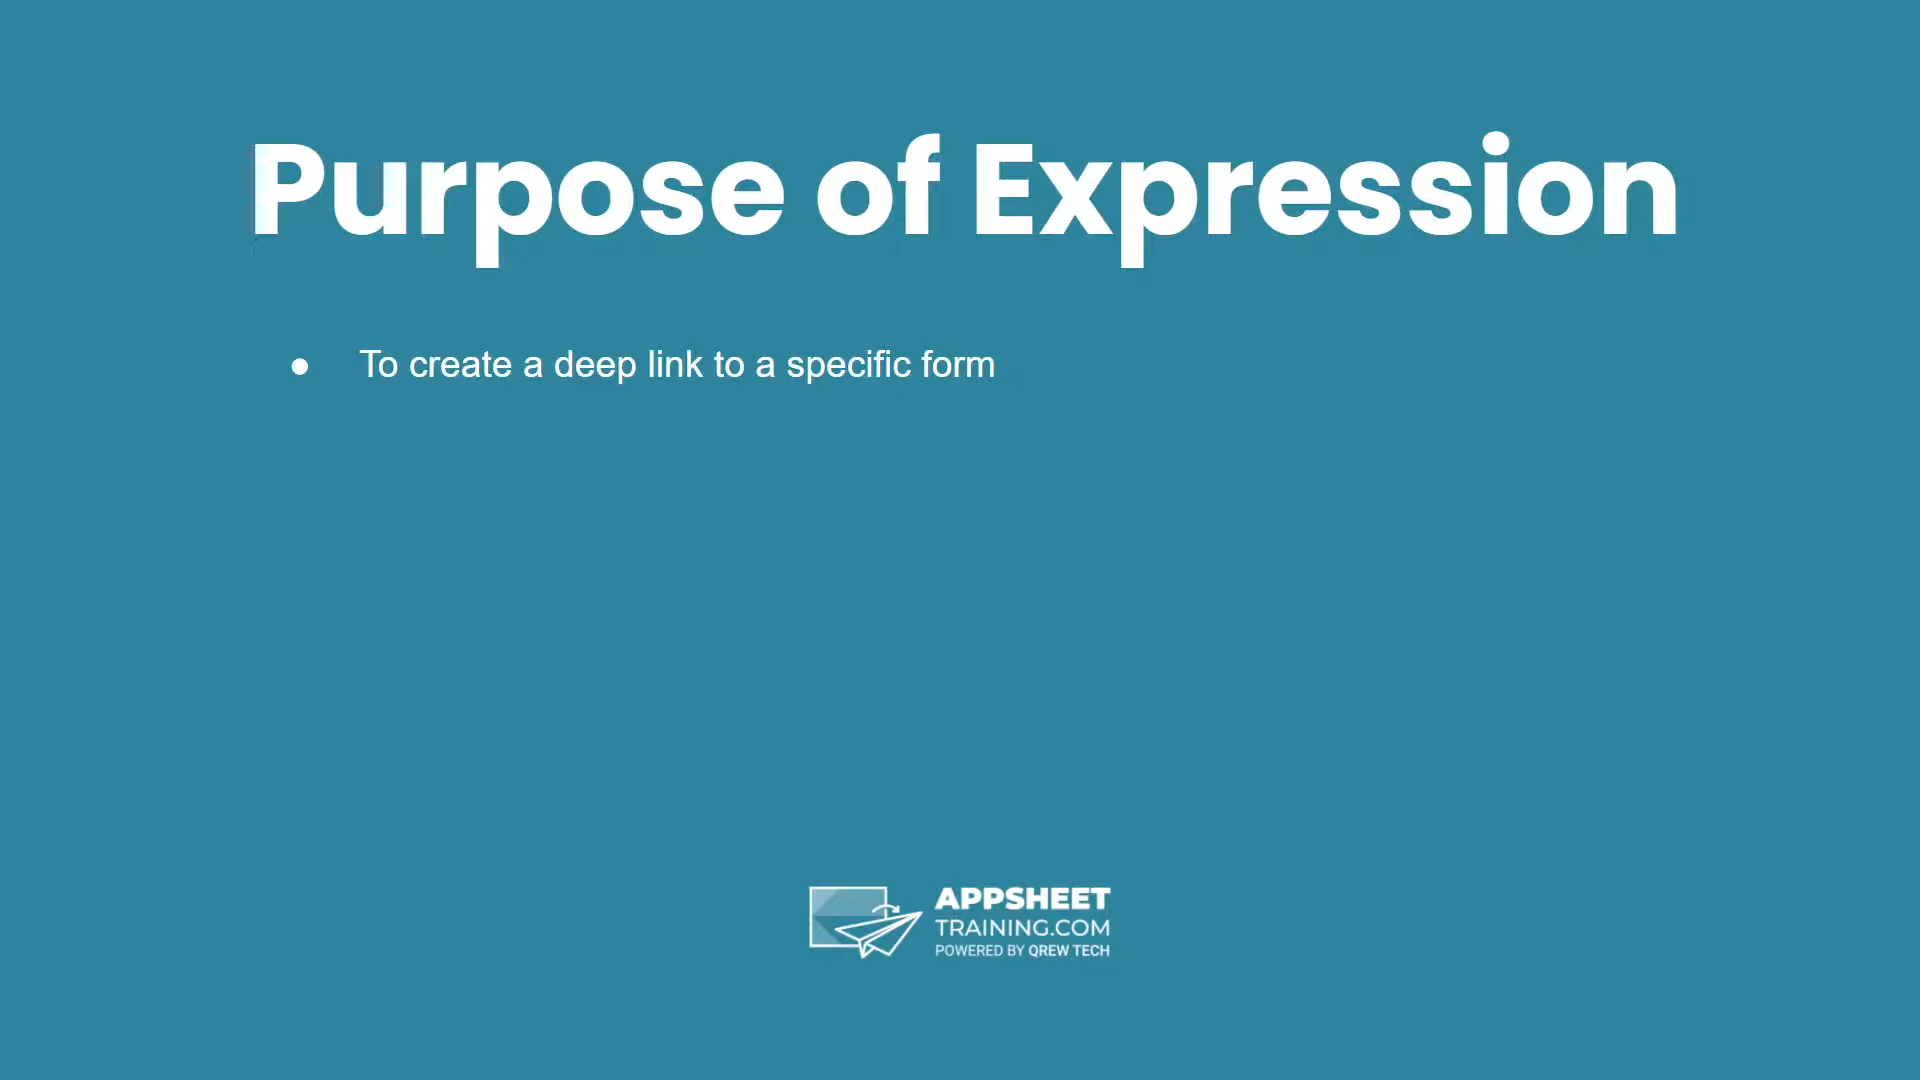 Purpose of Expression
● To create a deep link to a specific form
APPSHEET
TRAINING.COM
POWERED BY QREW TECH